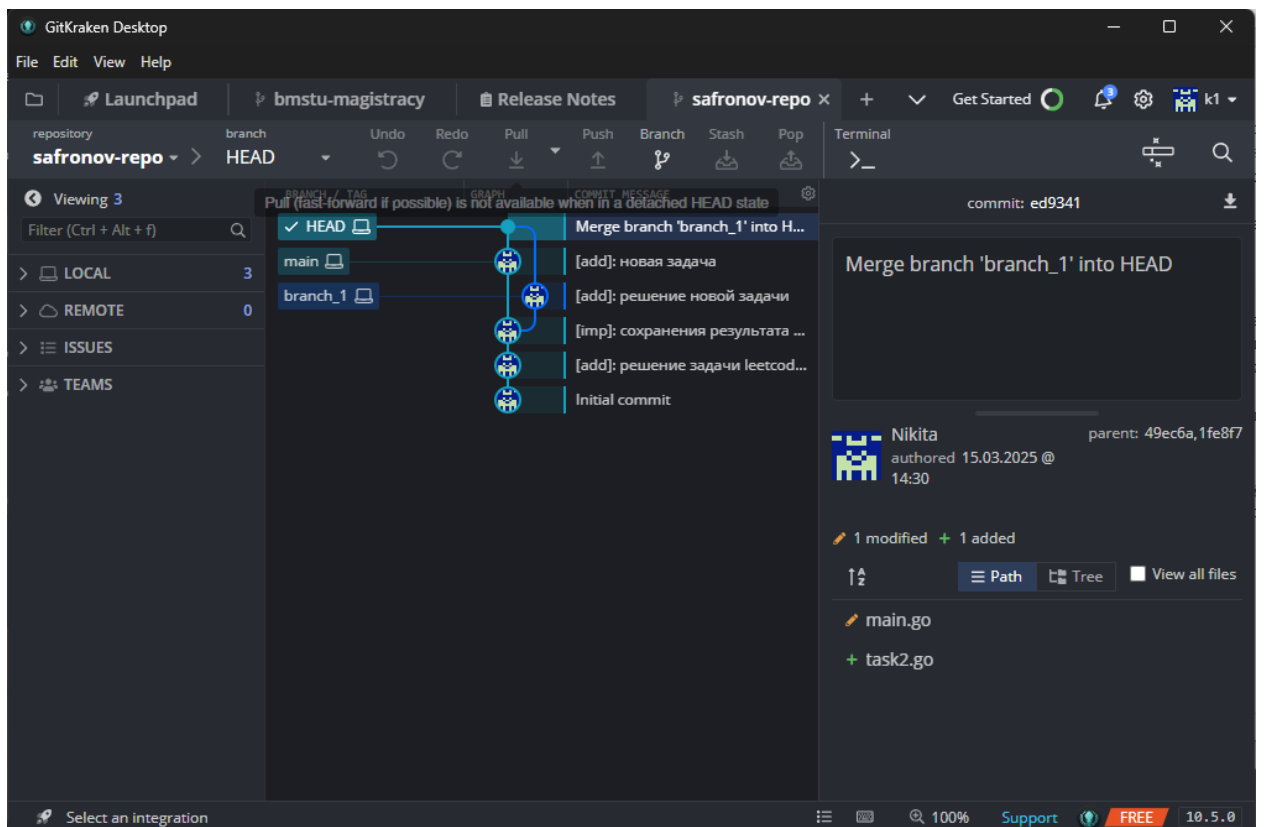 GitKraken Desktop
File Edit View Help
Launchpad
bmstu-magistracy
Release Notes
safronov-repo
Get Started
3
k1
repository
safronov-repo
branch
HEAD
Undo
Redo
Pull
Push
Branch
Stash
Pop
Terminal
Viewing 3
Filter (Ctrl + Alt + f)
LOCAL 3
REMOTE 0
ISSUES
TEAMS
BRANCH / TAG
GRAPH
COMMIT MESSAGE
Pull (fast-forward if possible) is not available when in a detached HEAD state
HEAD
Merge branch 'branch_1' into H...
main
[add]: новая задача
branch_1
[add]: решение новой задачи
[imp]: сохранения результата ...
[add]: решение задачи leetcod...
Initial commit
commit: ed9341
Merge branch 'branch_1' into HEAD
Nikita
authored 15.03.2025 @
14:30
parent: 49ec6a,1fe8f7
1 modified + 1 added
A
Z
Path
Tree
View all files
main.go
+ task2.go
Select an integration
100%
Support
FREE
10.5.0